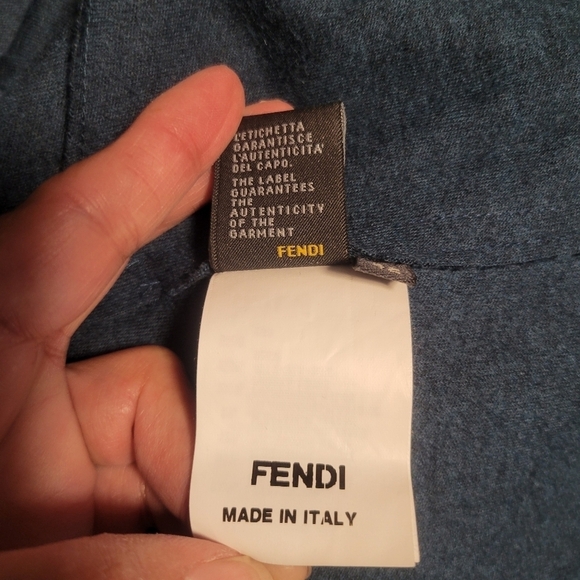 L'ETICHETTA
GARANTISCE
L'AUTENTICITA'
DEL CAPO.
THE LABEL
GUARANTEES
THE
AUTENTICITY
OF THE
GARMENT
FENDI
FENDI
MADE IN ITALY